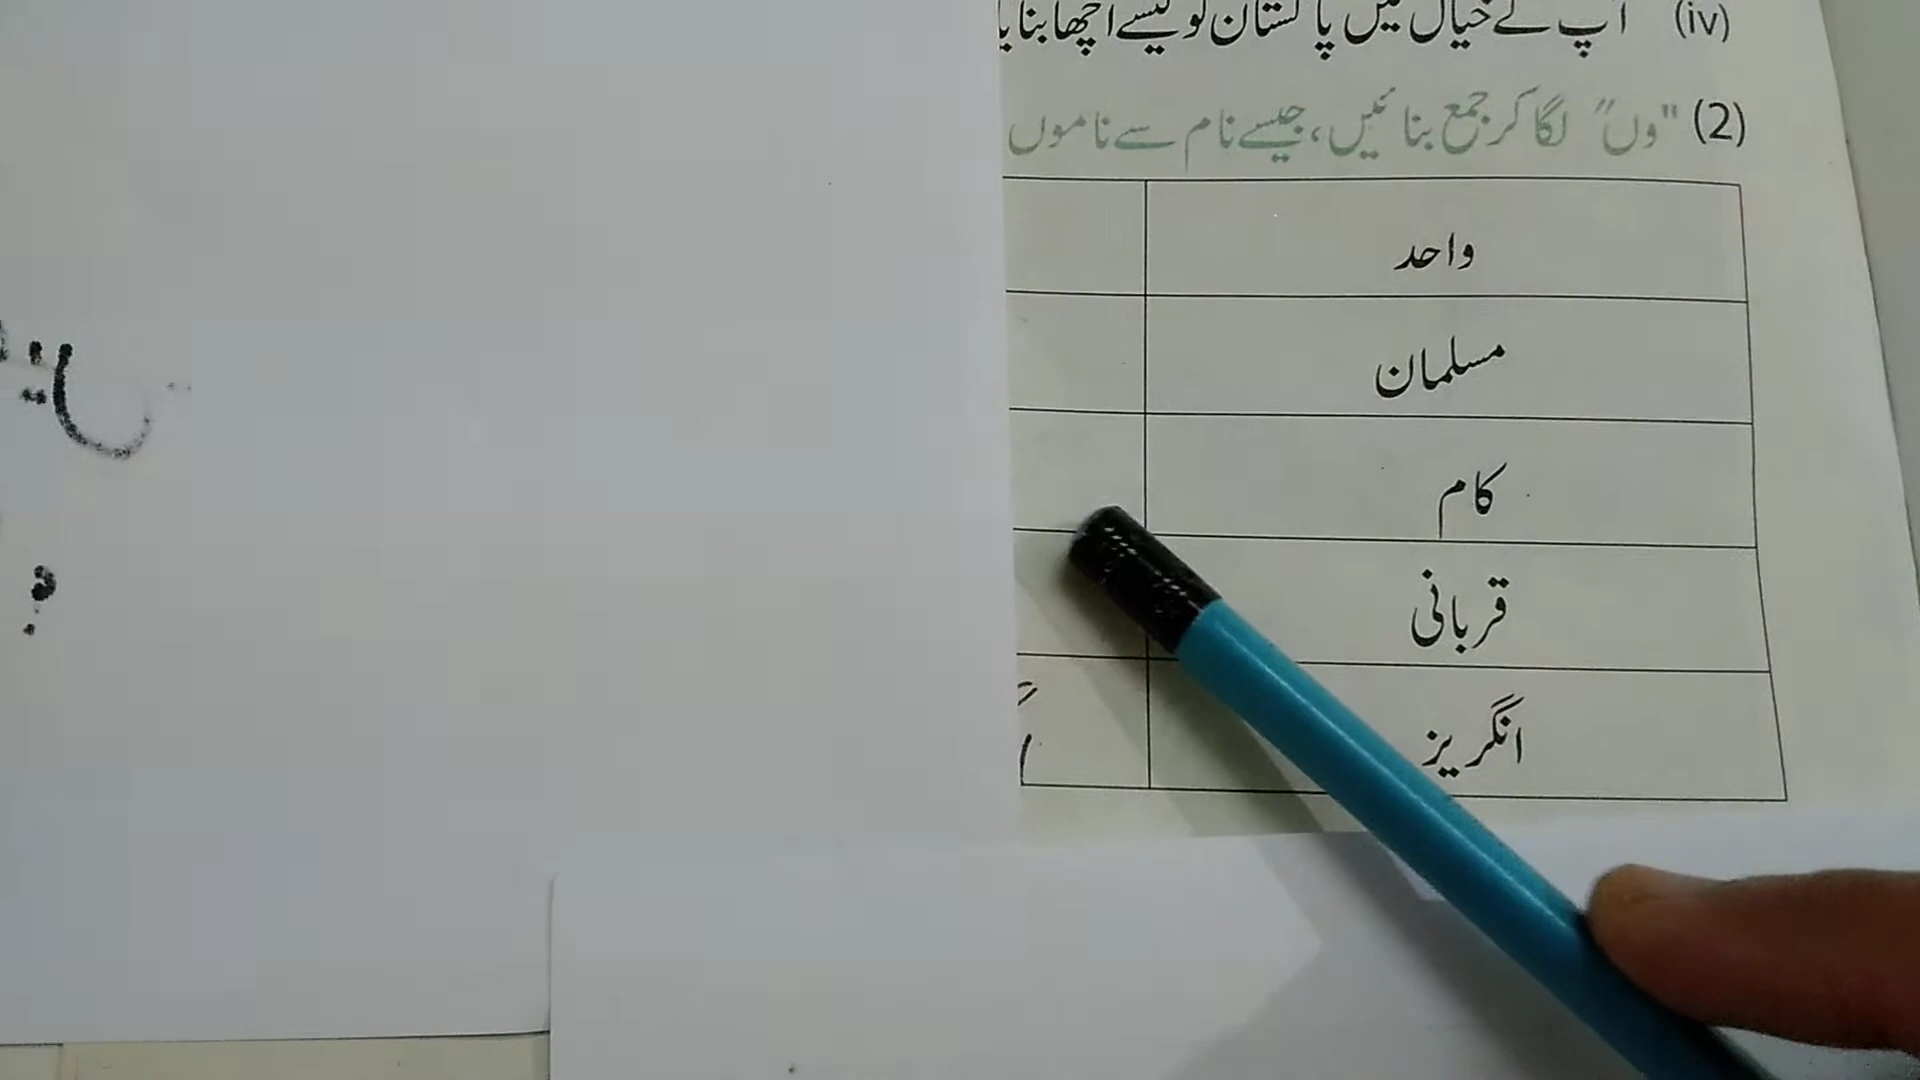 (iv) آپ کے خیال میں پاکستان کو کیسے اچھا بنایا
(2) "وں" لگا کر جمع بنائیں، جیسے نام سے ناموں
واحد
مسلمان
کام
قربانی
انگریز
؟